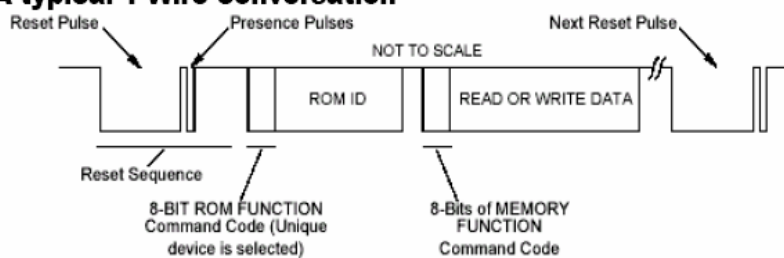 A typical 1-Wire conversation
Reset Pulse
Presence Pulses
Next Reset Pulse
NOT TO SCALE
ROM ID
READ OR WRITE DATA
Reset Sequence
8-BIT ROM FUNCTION
Command Code (Unique
device is selected)
8-Bits of MEMORY
FUNCTION
Command Code